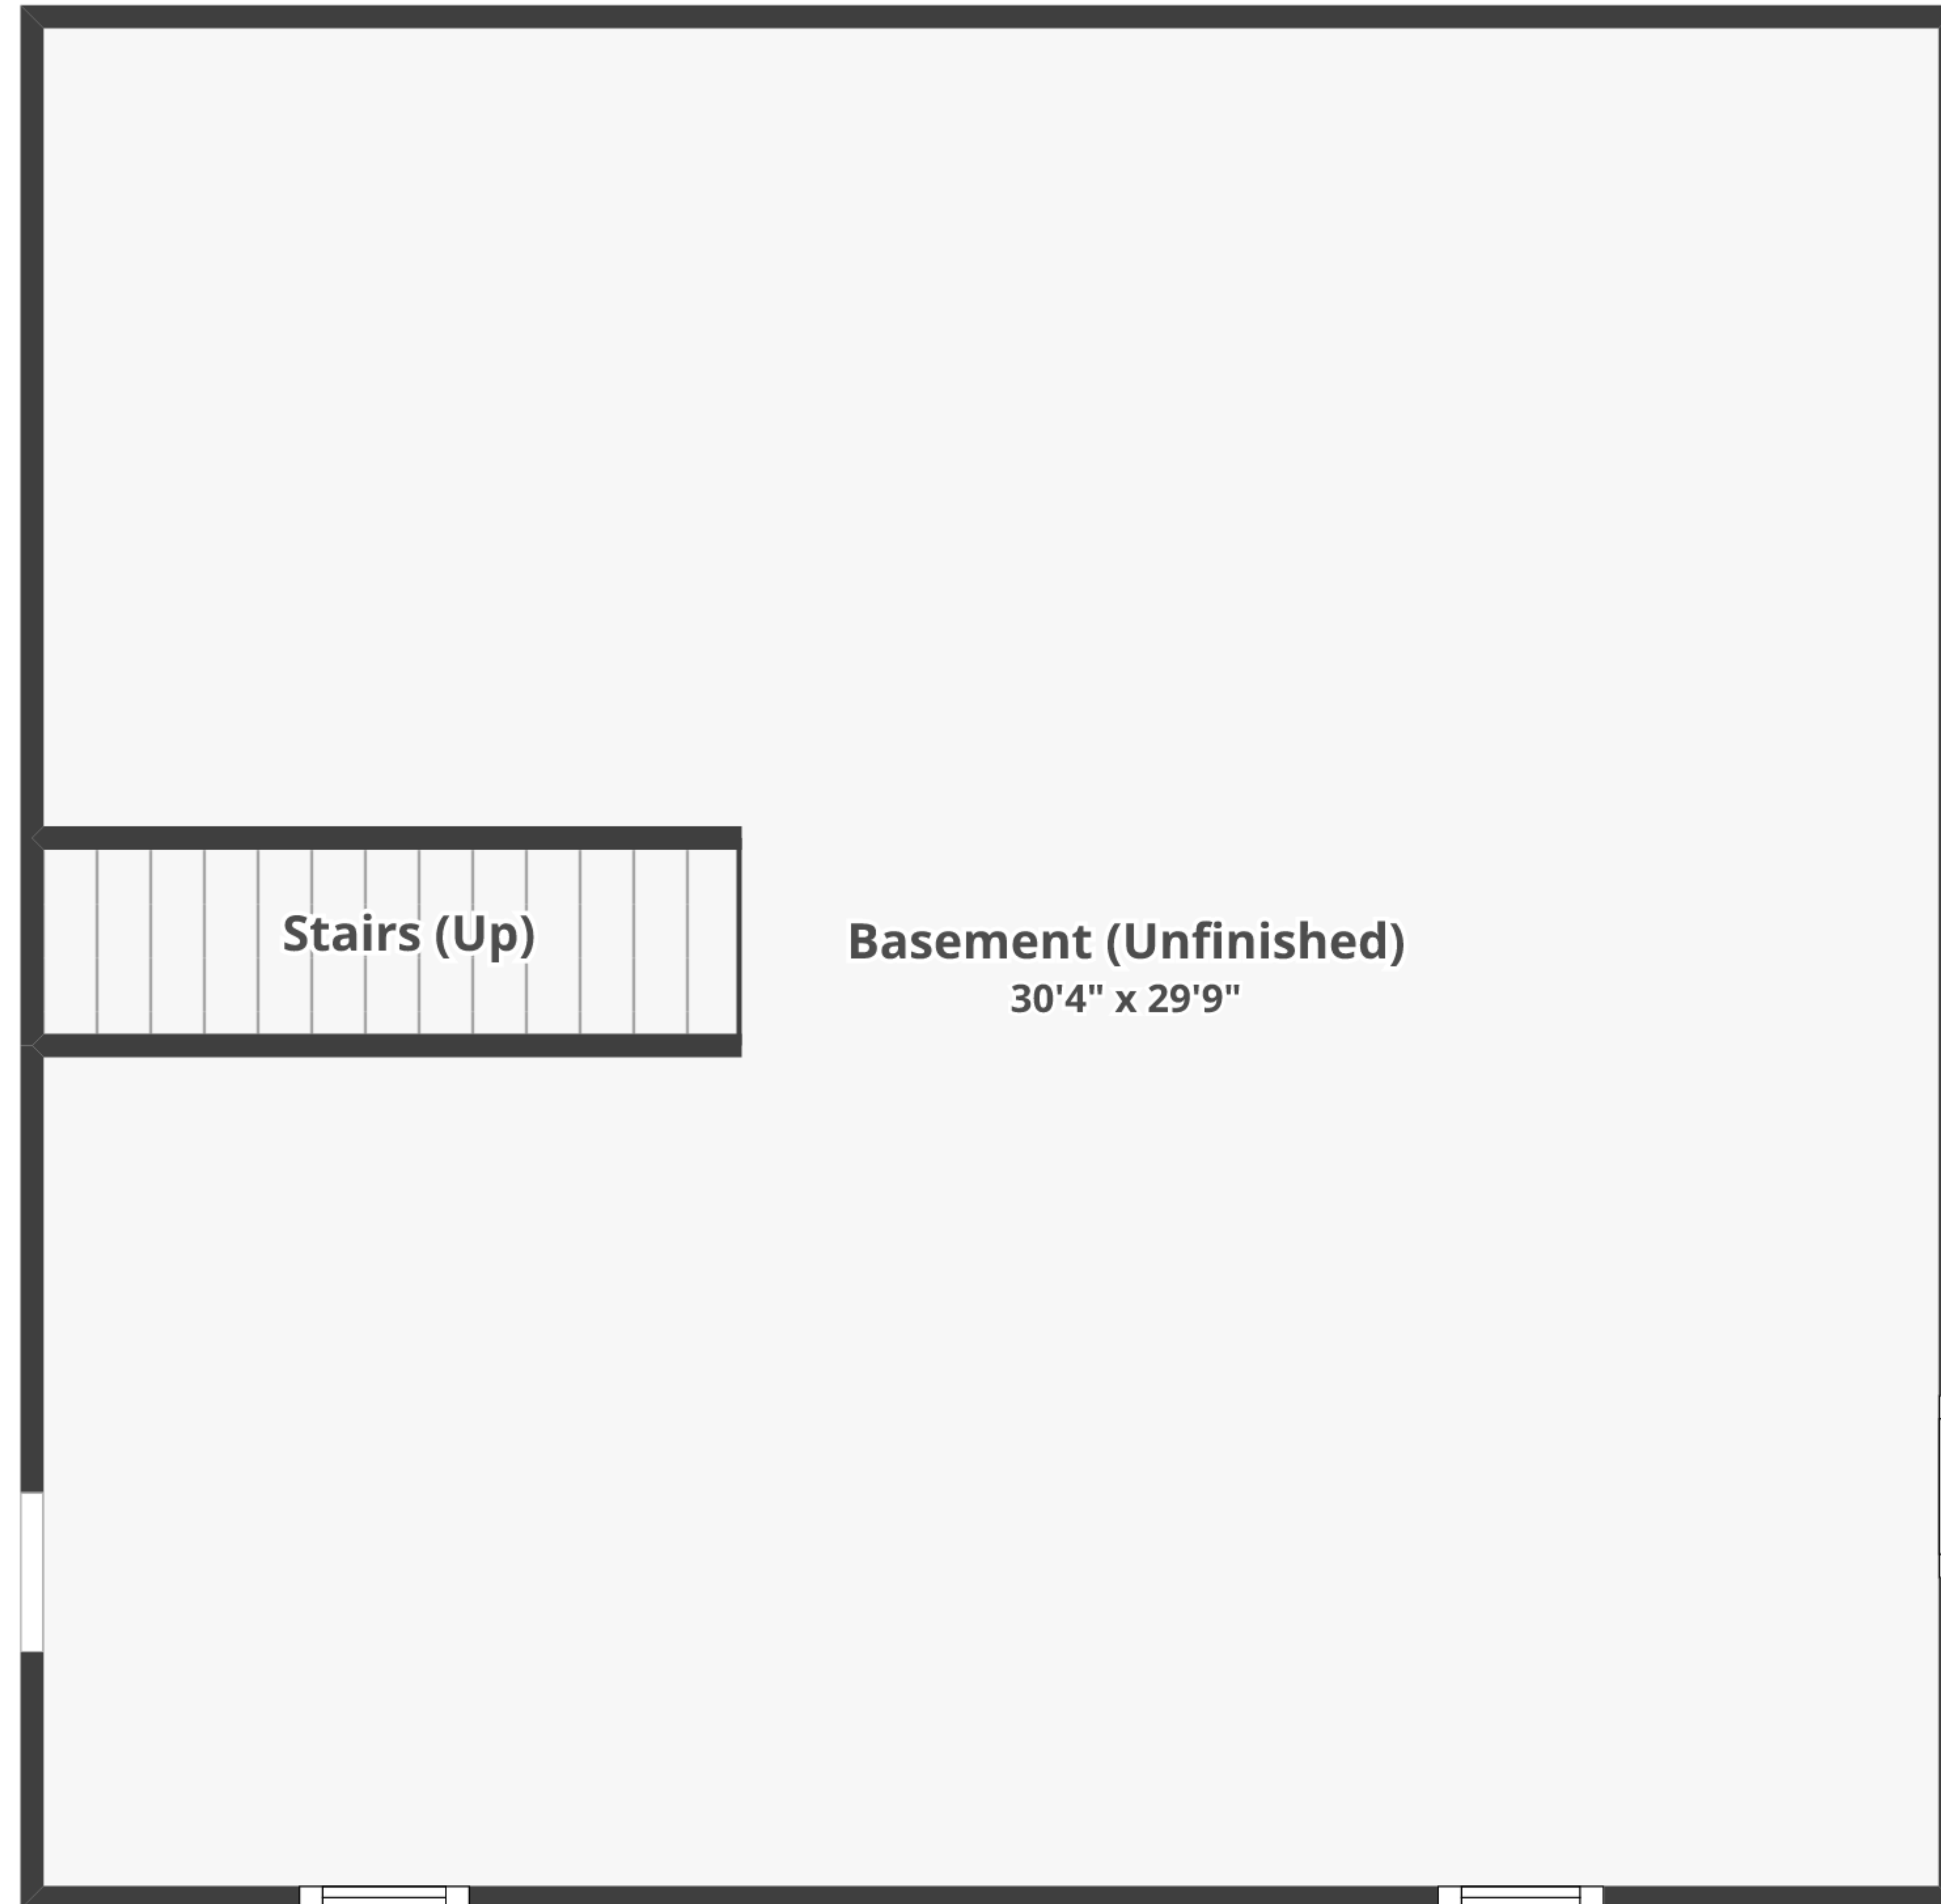 Stairs (Up)
Basement (Unfinished)
30'4" x 29'9"